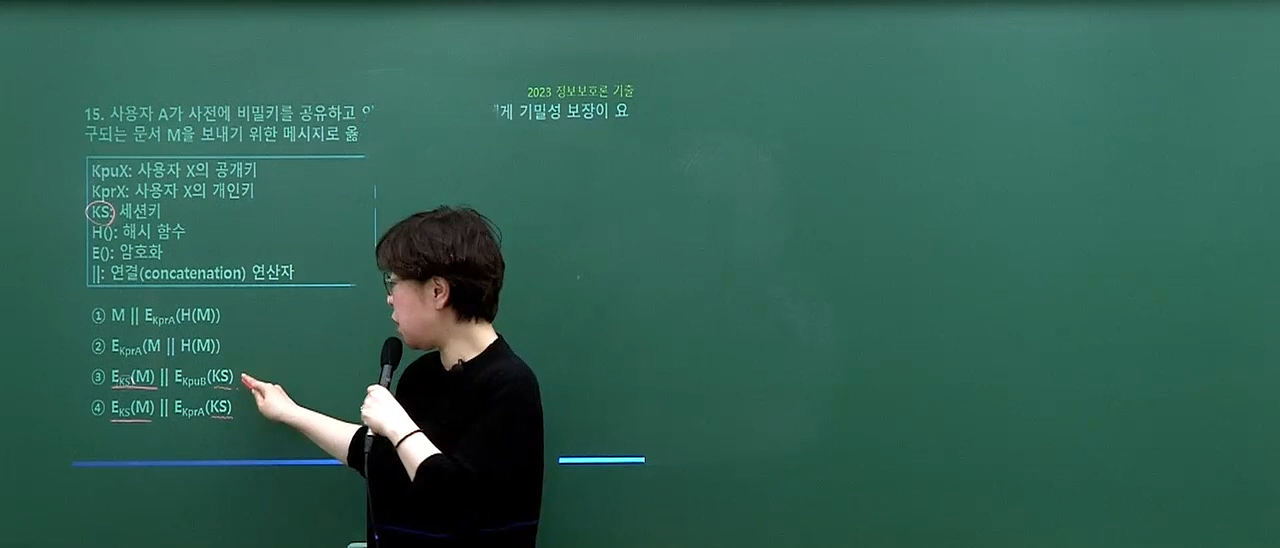 2023 정보보호론 기출
15. 사용자 A가 사전에 비밀키를 공유하고 게 기밀성 보장이 요
구되는 문서 M을 보내기 위한 메시지로 옳
KpuX: 사용자 X의 공개키
KprX: 사용자 X의 개인키
KS: 세션키
H(): 해시 함수
E(): 암호화
||: 연결(concatenation) 연산자
① M || EKprA(H(M))
② EKprA(M || H(M))
③ EKS(M) || EKpuB(KS)
④ EKS(M) || EKprA(KS)